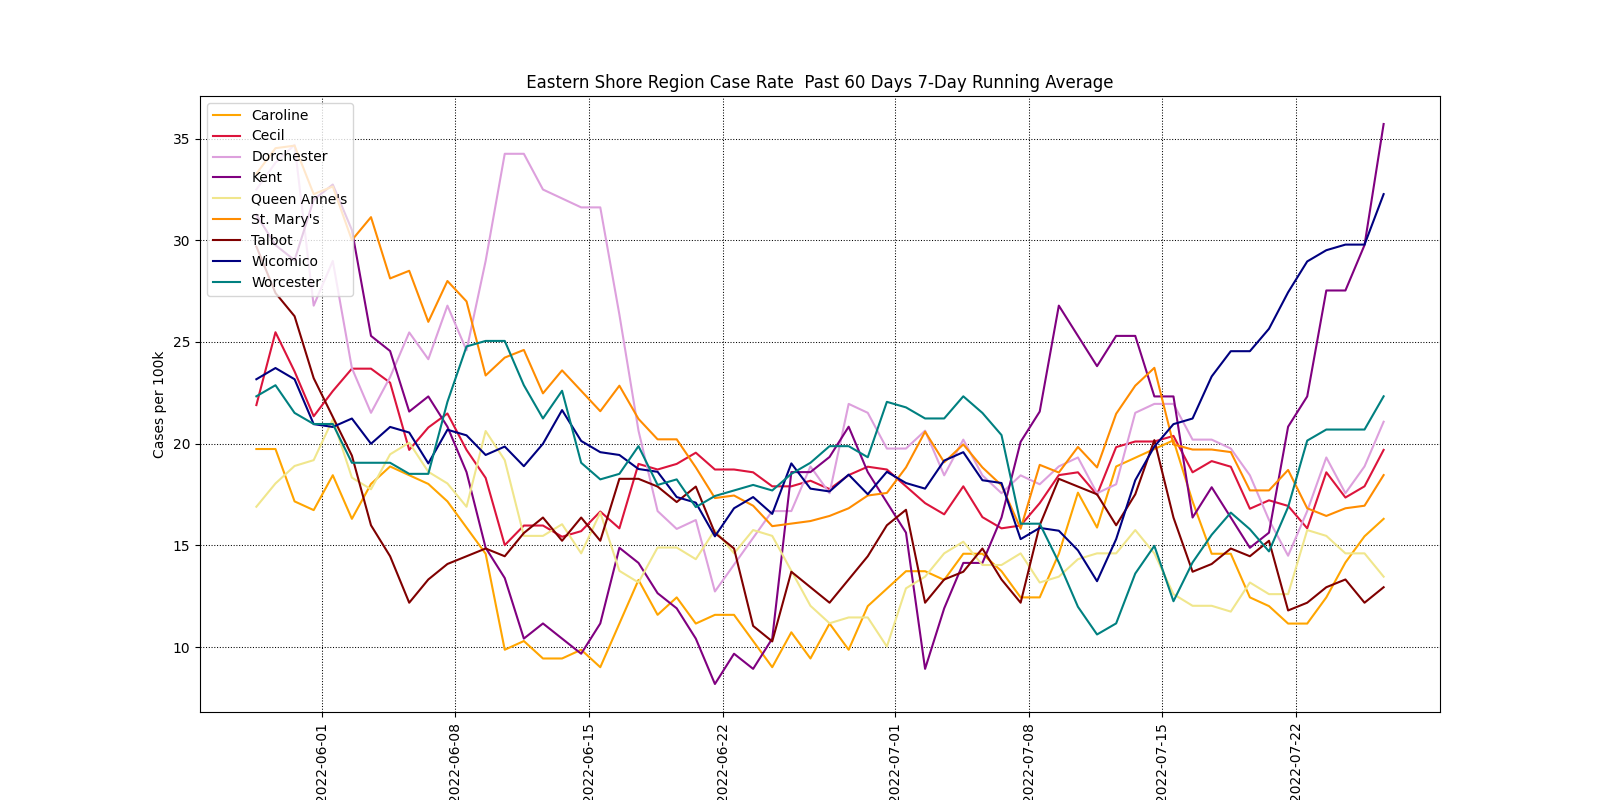 Eastern Shore Region Case Rate  Past 60 Days 7-Day Running Average
Caroline
Cecil
Dorchester
Kent
Queen Anne's
St. Mary's
Talbot
Wicomico
Worcester
Cases per 100k
35
30
25
20
15
10
2022-06-01
2022-06-08
2022-06-15
2022-06-22
2022-07-01
2022-07-08
2022-07-15
2022-07-22